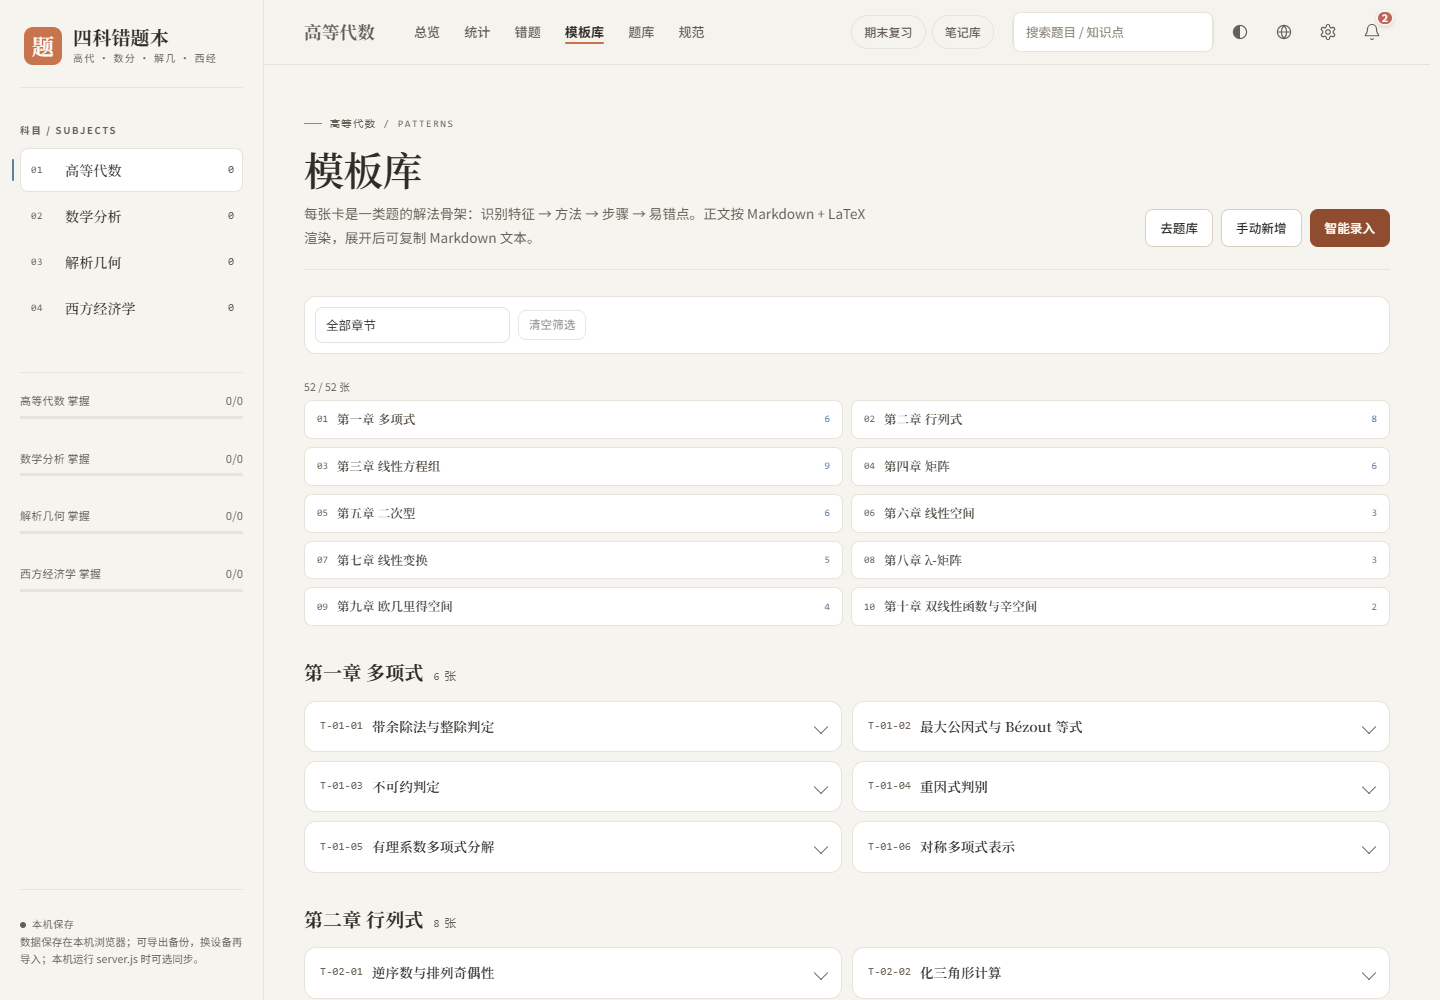 题
四科错题本
高代 · 数分 · 解几 · 西经
科目 / SUBJECTS
01 高等代数 0
02 数学分析 0
03 解析几何 0
04 西方经济学 0
高等代数 掌握 0/0
数学分析 掌握 0/0
解析几何 掌握 0/0
西方经济学 掌握 0/0
本机保存
数据保存在本机浏览器；可导出备份，换设备再
导入；本机运行 server.js 时可选同步。
高等代数 总览 统计 错题 模板库 题库 规范 期末复习 笔记库 搜索题目 / 知识点 2
高等代数 / PATTERNS
模板库
每张卡是一类题的解法骨架：识别特征 → 方法 → 步骤 → 易错点。正文按 Markdown + LaTeX
渲染，展开后可复制 Markdown 文本。
去题库 手动新增 智能录入
全部章节 清空筛选
52 / 52 张
01 第一章 多项式 6
02 第二章 行列式 8
03 第三章 线性方程组 9
04 第四章 矩阵 6
05 第五章 二次型 6
06 第六章 线性空间 3
07 第七章 线性变换 5
08 第八章 λ-矩阵 3
09 第九章 欧几里得空间 4
10 第十章 双线性函数与辛空间 2
第一章 多项式 6 张
T-01-01 带余除法与整除判定
T-01-02 最大公因式与 Bézout 等式
T-01-03 不可约判定
T-01-04 重因式判别
T-01-05 有理系数多项式分解
T-01-06 对称多项式表示
第二章 行列式 8 张
T-02-01 逆序数与排列奇偶性
T-02-02 化三角形计算